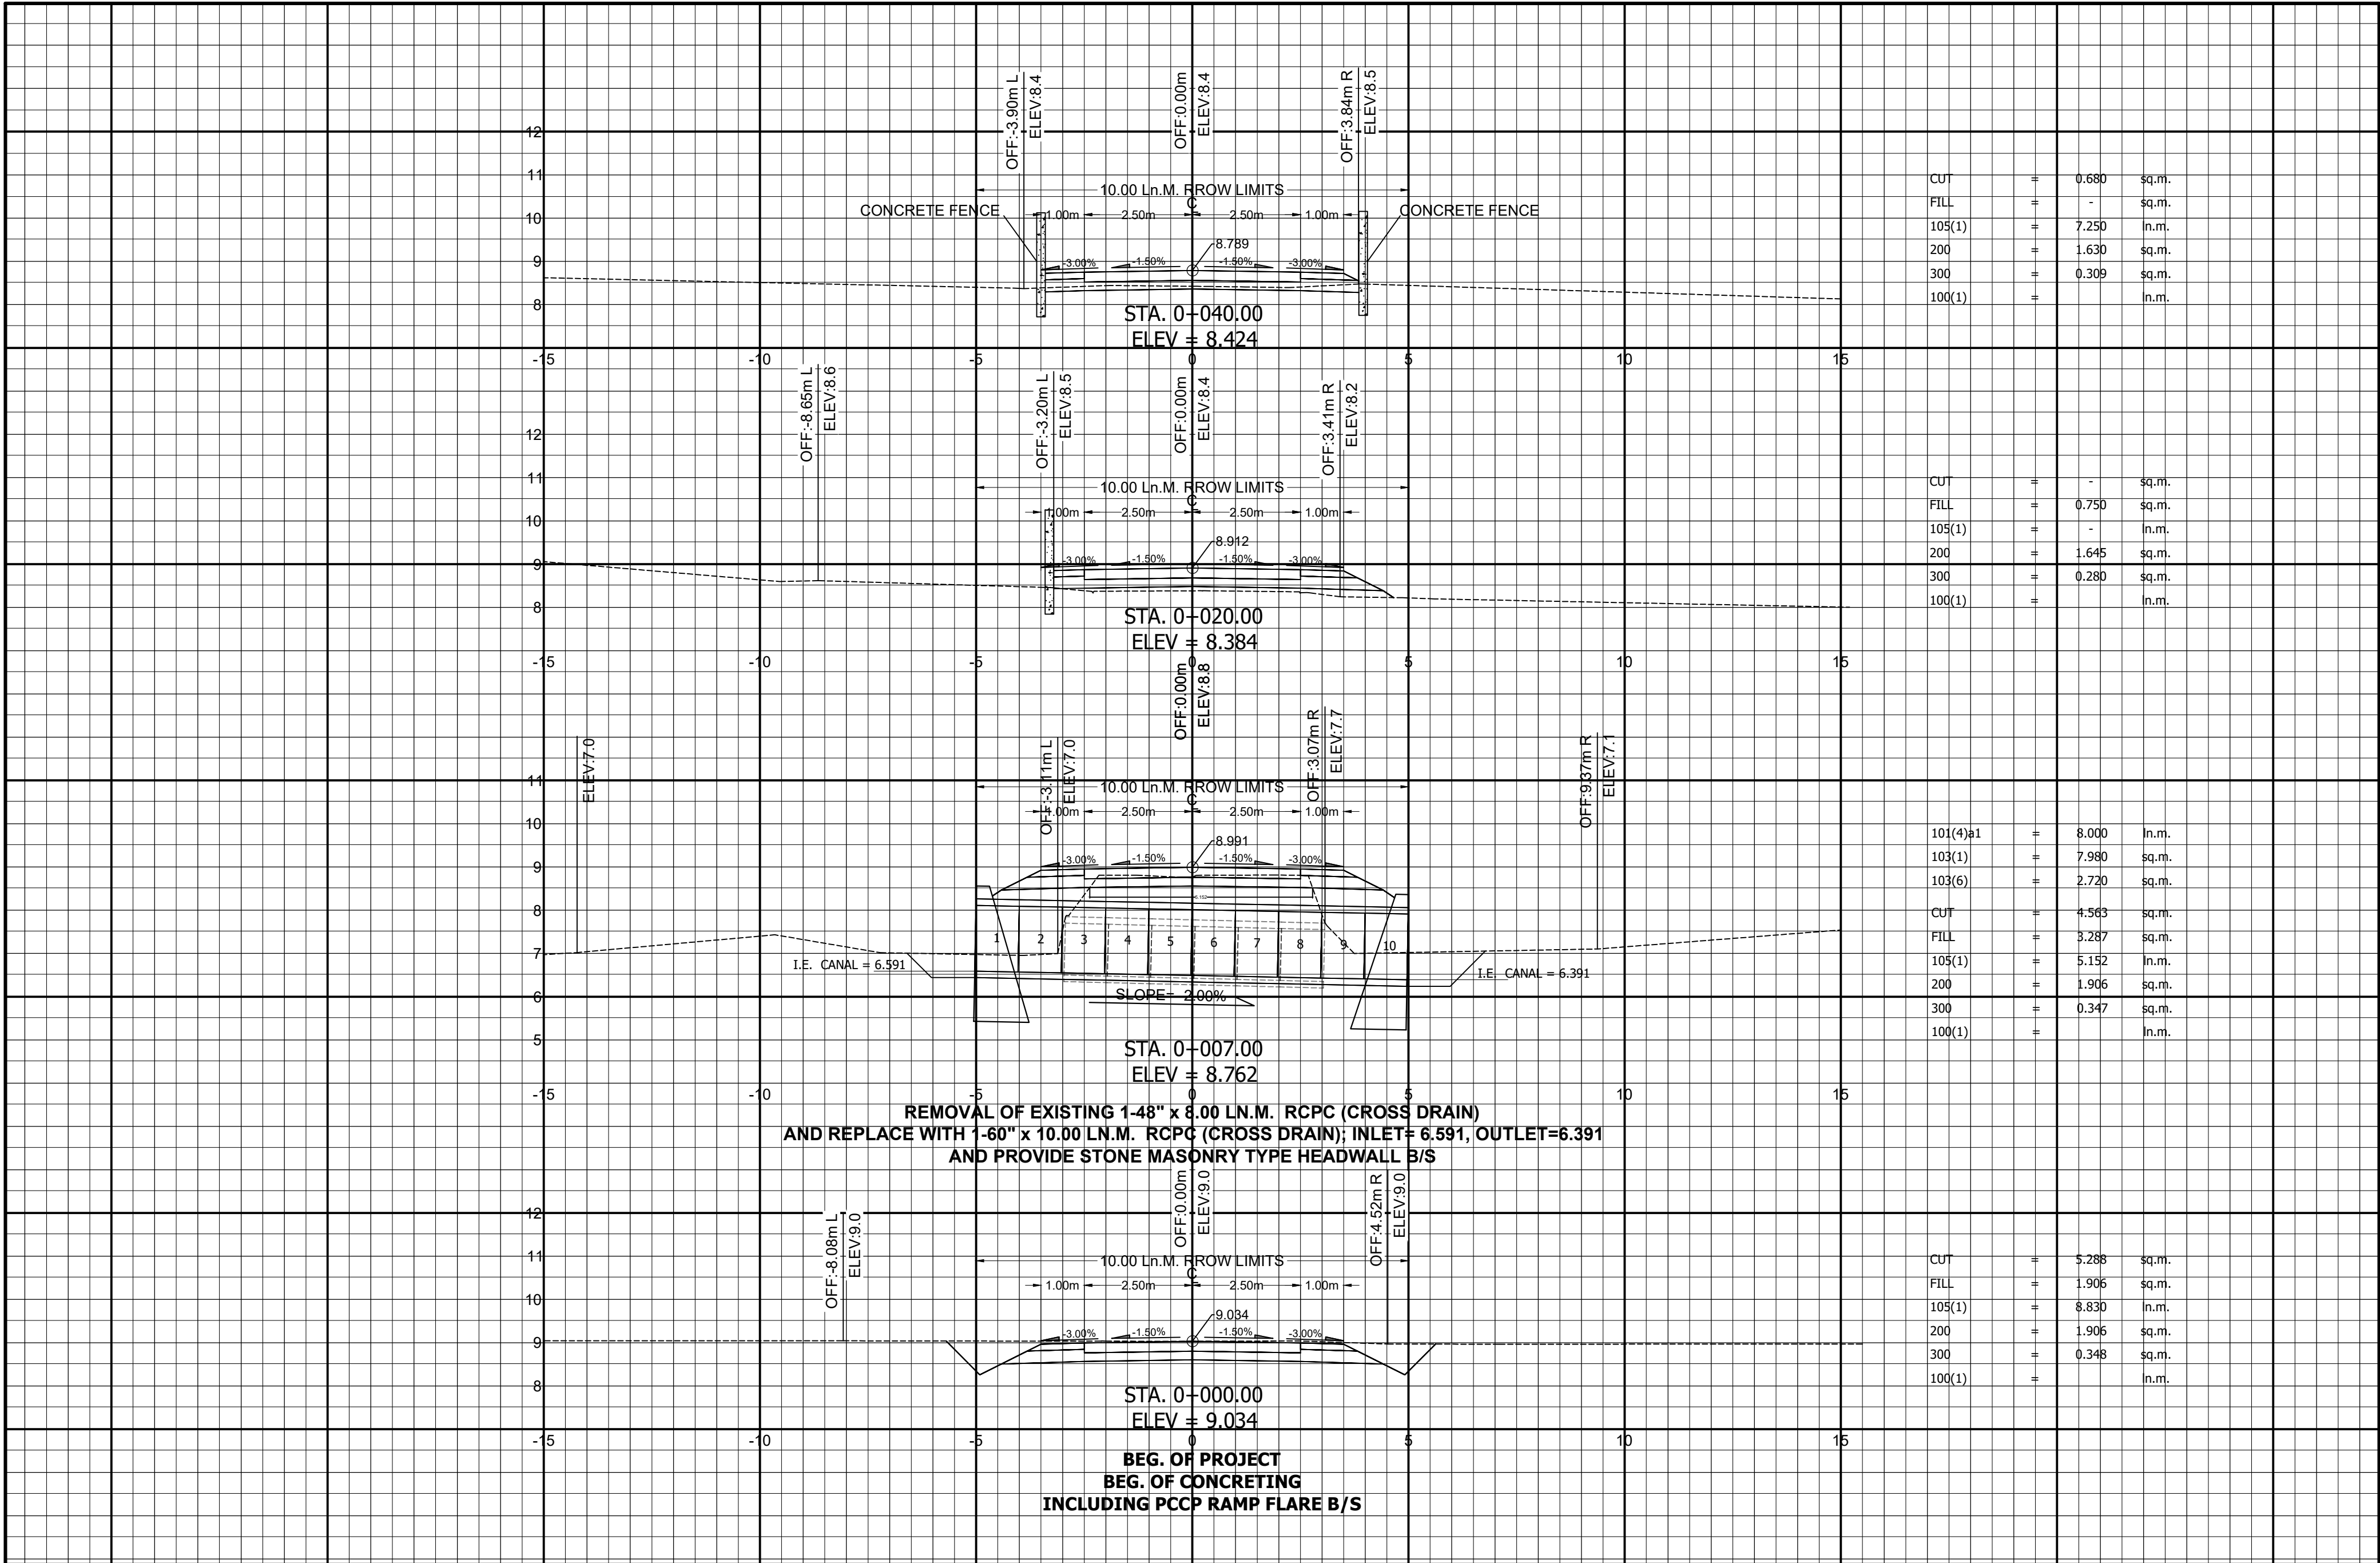 OFF:-3.90m L
ELEV:8.4
OFF:0.00m
ELEV:8.4
OFF:3.84m R
ELEV:8.5
12
11
10
9
8
10.00 Ln.M. RROW LIMITS
CONCRETE FENCE
CONCRETE FENCE
1.00m 2.50m 2.50m 1.00m
8.789
-3.00% -1.50% -1.50% -3.00%
STA. 0+040.00
ELEV = 8.424
-15 -10 -5 0 5 10 15
CUT = 0.680 sq.m.
FILL = - sq.m.
105(1) = 7.250 ln.m.
200 = 1.630 sq.m.
300 = 0.309 sq.m.
100(1) = ln.m.
OFF:-8.65m L
ELEV:8.6
OFF:-3.20m L
ELEV:8.5
OFF:0.00m
ELEV:8.4
OFF:3.41m R
ELEV:8.2
12
11
10
9
8
10.00 Ln.M. RROW LIMITS
1.00m 2.50m 2.50m 1.00m
8.912
-3.00% -1.50% -1.50% -3.00%
STA. 0+020.00
ELEV = 8.384
-15 -10 -5 0 5 10 15
CUT = - sq.m.
FILL = 0.750 sq.m.
105(1) = - ln.m.
200 = 1.645 sq.m.
300 = 0.280 sq.m.
100(1) = ln.m.
ELEV:7.0
OFF:-3.11m L
ELEV:7.0
OFF:0.00m
ELEV:8.8
OFF:3.07m R
ELEV:7.7
OFF:9.37m R
ELEV:7.1
11
10
9
8
7
6
5
10.00 Ln.M. RROW LIMITS
1.00m 2.50m 2.50m 1.00m
8.991
-3.00% -1.50% -1.50% -3.00%
5.152
1 2 3 4 5 6 7 8 9 10
I.E. CANAL = 6.591
I.E. CANAL = 6.391
SLOPE= 2.00%
STA. 0+007.00
ELEV = 8.762
-15 -10 -5 0 5 10 15
101(4)a1 = 8.000 ln.m.
103(1) = 7.980 sq.m.
103(6) = 2.720 sq.m.
CUT = 4.563 sq.m.
FILL = 3.287 sq.m.
105(1) = 5.152 ln.m.
200 = 1.906 sq.m.
300 = 0.347 sq.m.
100(1) = ln.m.
REMOVAL OF EXISTING 1-48" x 8.00 LN.M. RCPC (CROSS DRAIN)
AND REPLACE WITH 1-60" x 10.00 LN.M. RCPC (CROSS DRAIN); INLET= 6.591, OUTLET=6.391
AND PROVIDE STONE MASONRY TYPE HEADWALL B/S
OFF:-8.08m L
ELEV:9.0
OFF:0.00m
ELEV:9.0
OFF:4.52m R
ELEV:9.0
12
11
10
9
8
10.00 Ln.M. RROW LIMITS
1.00m 2.50m 2.50m 1.00m
9.034
-3.00% -1.50% -1.50% -3.00%
STA. 0+000.00
ELEV = 9.034
-15 -10 -5 0 5 10 15
CUT = 5.288 sq.m.
FILL = 1.906 sq.m.
105(1) = 8.830 ln.m.
200 = 1.906 sq.m.
300 = 0.348 sq.m.
100(1) = ln.m.
BEG. OF PROJECT
BEG. OF CONCRETING
INCLUDING PCCP RAMP FLARE B/S